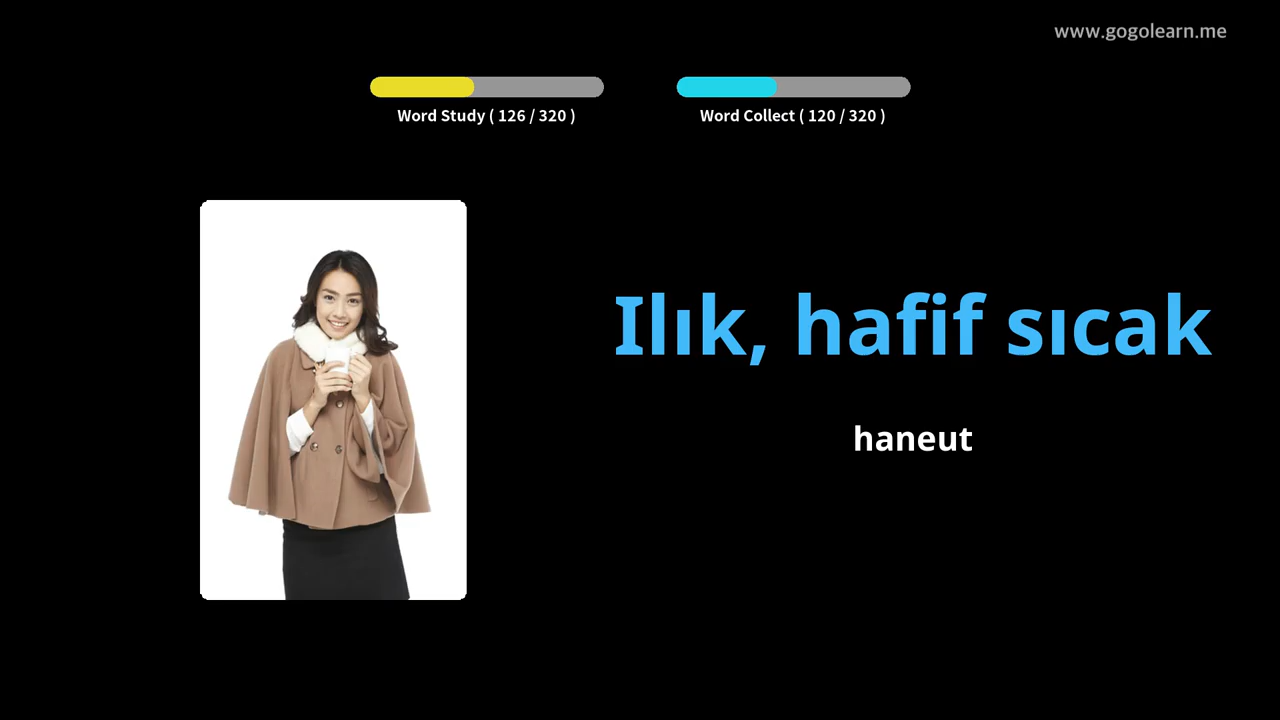 www.gogolearn.me
Word Study ( 126 / 320 )
Word Collect ( 120 / 320 )
Ilık, hafif sıcak
haneut